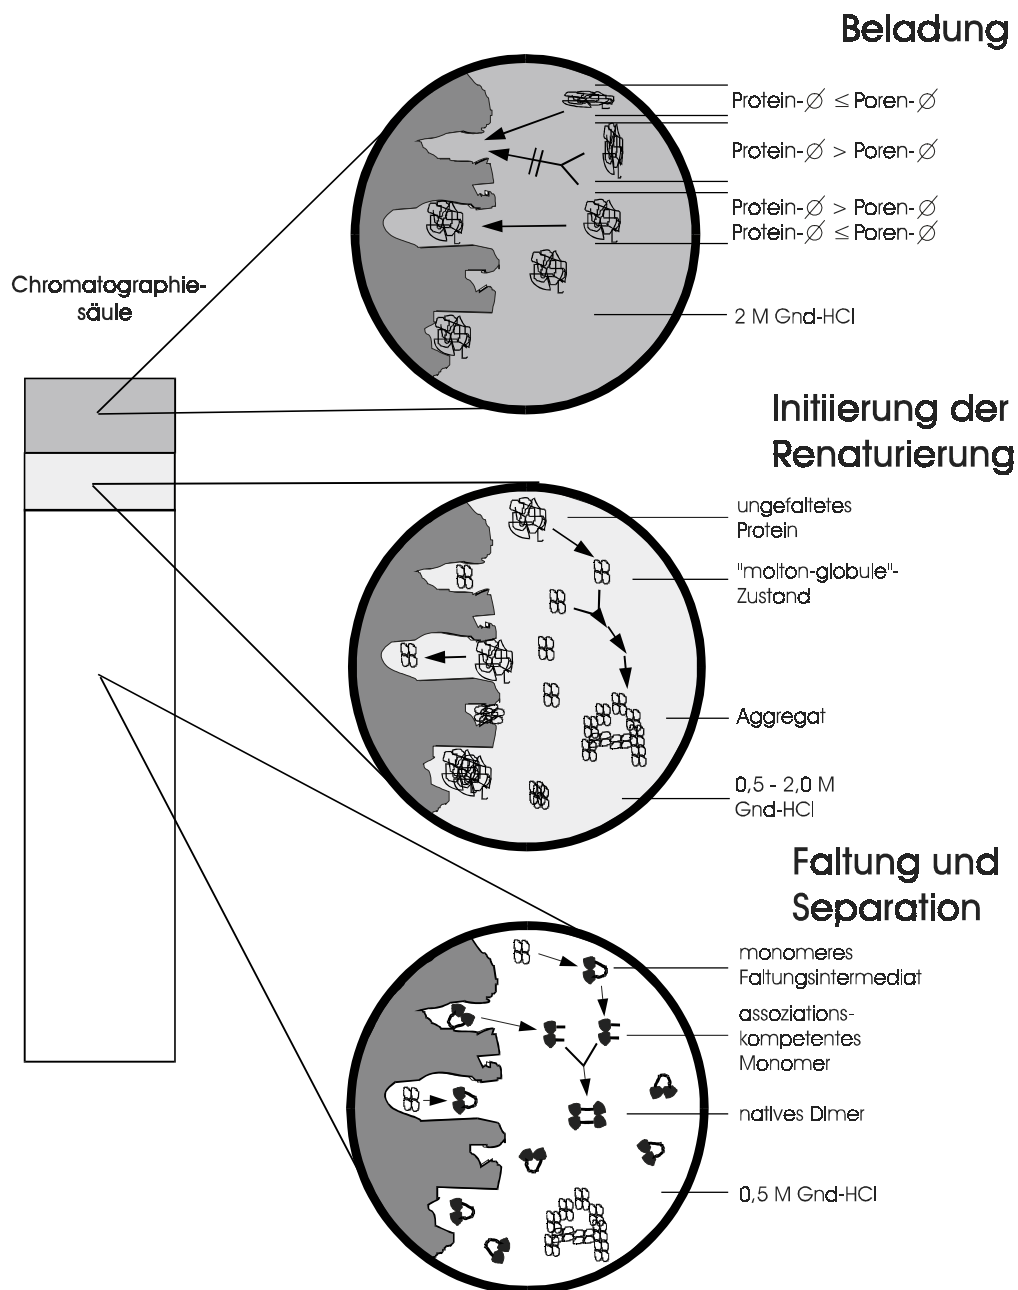 Beladung
Protein-∅ ≤ Poren-∅
Protein-∅ > Poren-∅
Protein-∅ > Poren-∅
Protein-∅ ≤ Poren-∅
2 M Gnd-HCl
Chromatographie-
säule
Initiierung der
Renaturierung
ungefaltetes
Protein
"molton-globule"-
Zustand
Aggregat
0,5 - 2,0 M
Gnd-HCl
Faltung und
Separation
monomeres
Faltungsintermediat
assoziations-
kompetentes
Monomer
natives Dimer
0,5 M Gnd-HCl